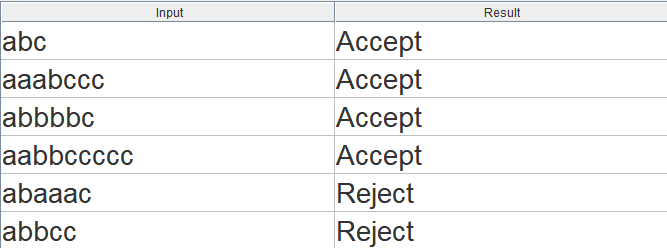 Input Result
abc Accept
aaabccc Accept
abbbbc Accept
aabbccccc Accept
abaaac Reject
abbcc Reject